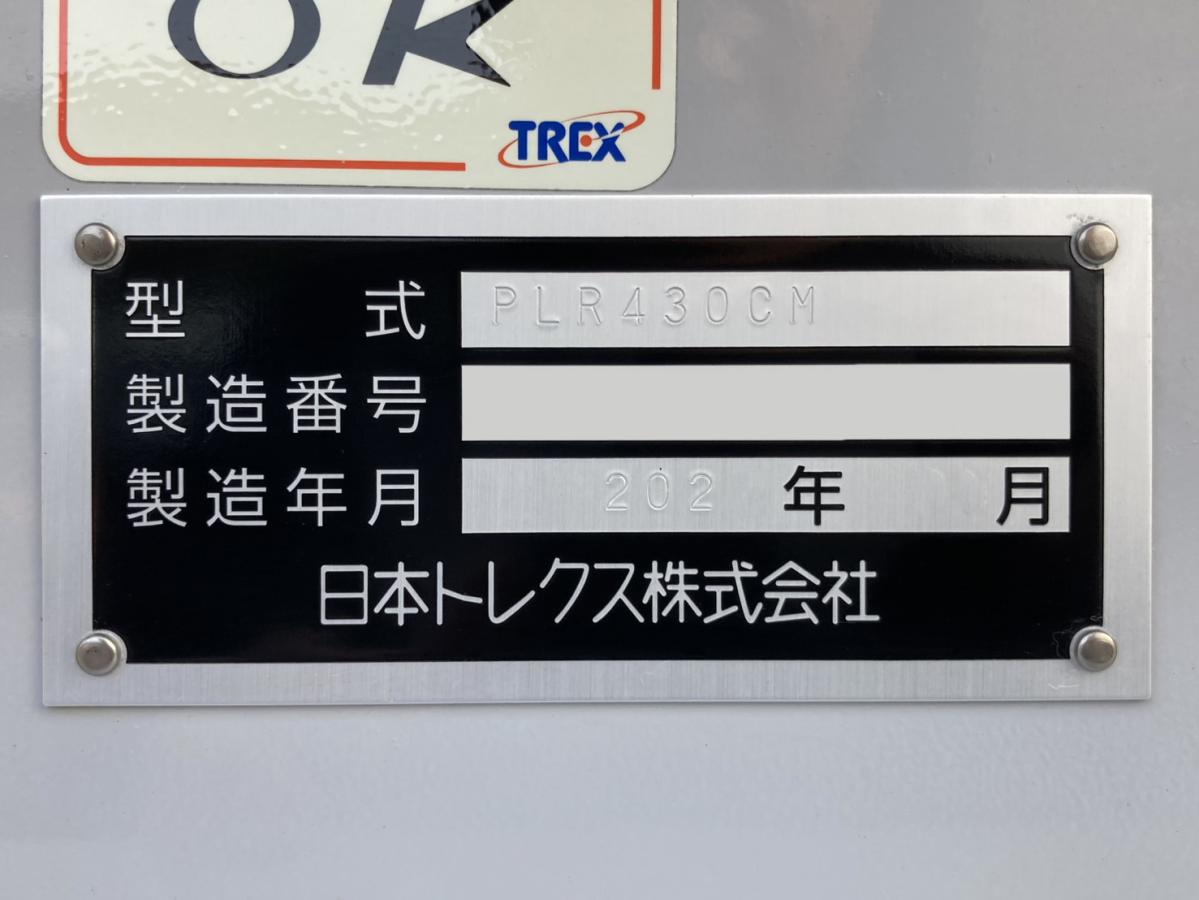 OK
TREX
型式 PLR430CM
製造番号
製造年月 202 年 月
日本トレクス株式会社